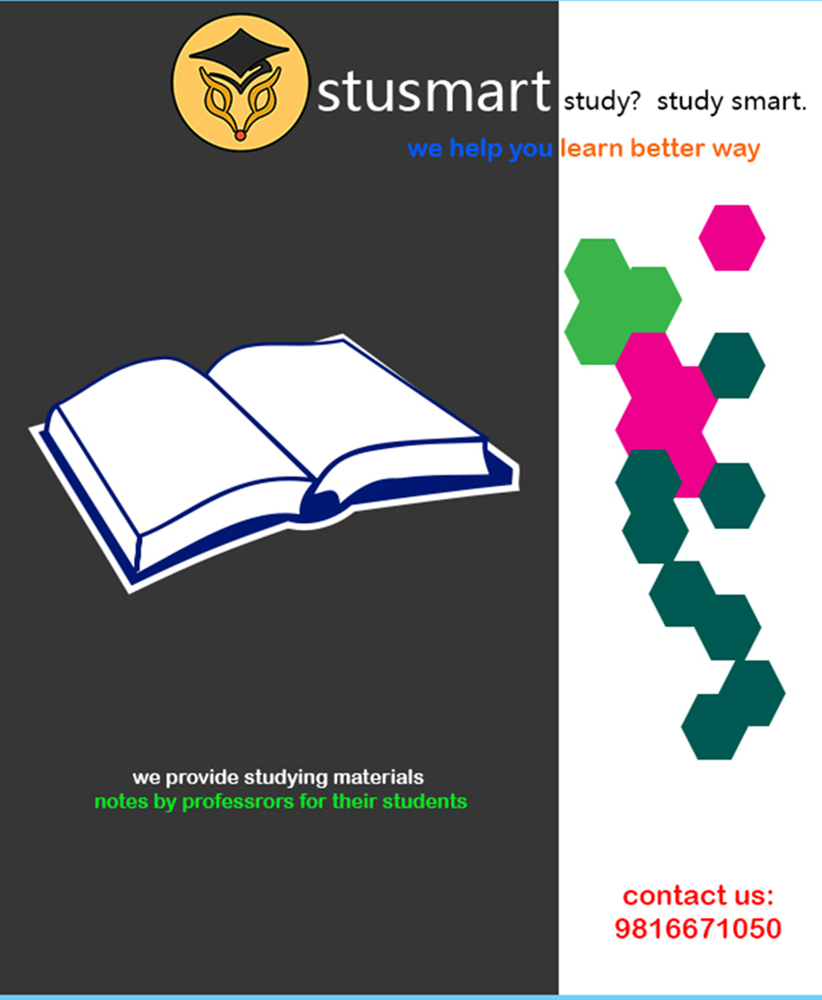 stusmart study? study smart.
we help you learn better way
we provide studying materials
notes by professrors for their students
contact us:
9816671050